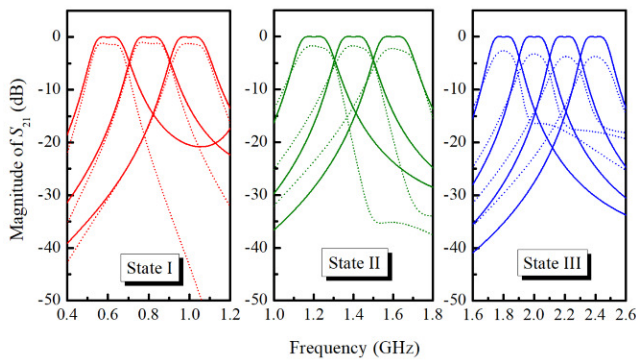 Magnitude of S21 (dB)
0
-10
-20
-30
-40
-50
0.4 0.6 0.8 1.0 1.2
State I
0
-10
-20
-30
-40
-50
1.0 1.2 1.4 1.6 1.8
State II
0
-10
-20
-30
-40
-50
1.6 1.8 2.0 2.2 2.4 2.6
State III
Frequency (GHz)